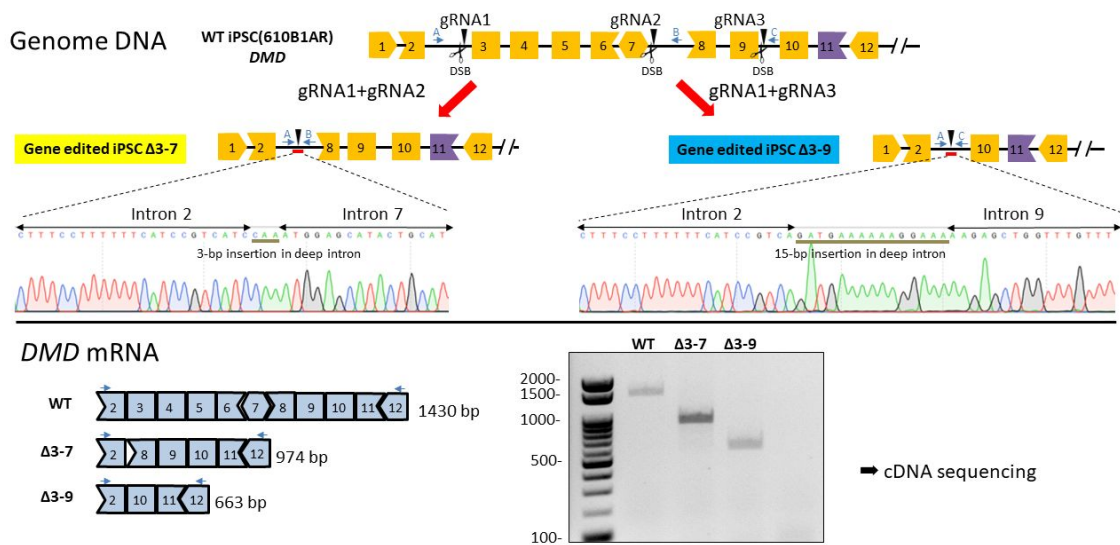 Genome DNA
WT iPSC(610B1AR)
DMD
gRNA1 gRNA2 gRNA3
A B C
1 2 3 4 5 6 7 8 9 10 11 12
DSB DSB DSB
gRNA1+gRNA2 gRNA1+gRNA3
Gene edited iPSC Δ3-7
A B
1 2 8 9 10 11 12
Gene edited iPSC Δ3-9
A C
1 2 10 11 12
Intron 2 Intron 7
CTTTCCTTTTTTCATCCGTCATCCAAATGGAGCATACTGCAT
3-bp insertion in deep intron
Intron 2 Intron 9
CTTTCCTTTTTTCATCCGTCAGATGAAAAAAAGGAAAAAGAGCTGGTTTGTTT
15-bp insertion in deep intron
DMD mRNA
WT
2 3 4 5 6 7 8 9 10 11 12
1430 bp
Δ3-7
2 8 9 10 11 12
974 bp
Δ3-9
2 10 11 12
663 bp
WT Δ3-7 Δ3-9
2000-
1500-
1000-
500-
100-
cDNA sequencing